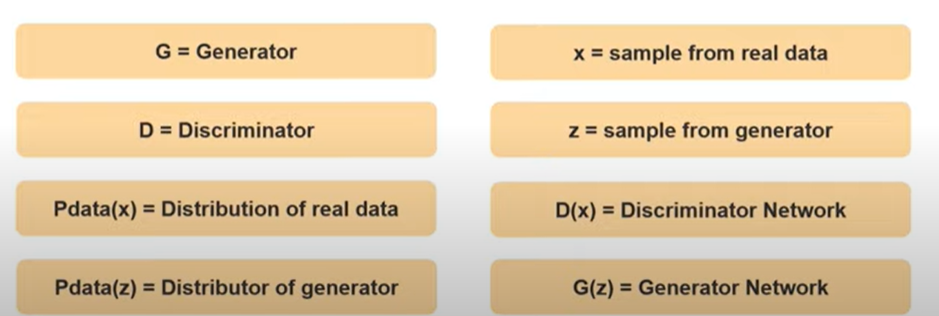 G = Generator
x = sample from real data
D = Discriminator
z = sample from generator
Pdata(x) = Distribution of real data
D(x) = Discriminator Network
Pdata(z) = Distributor of generator
G(z) = Generator Network